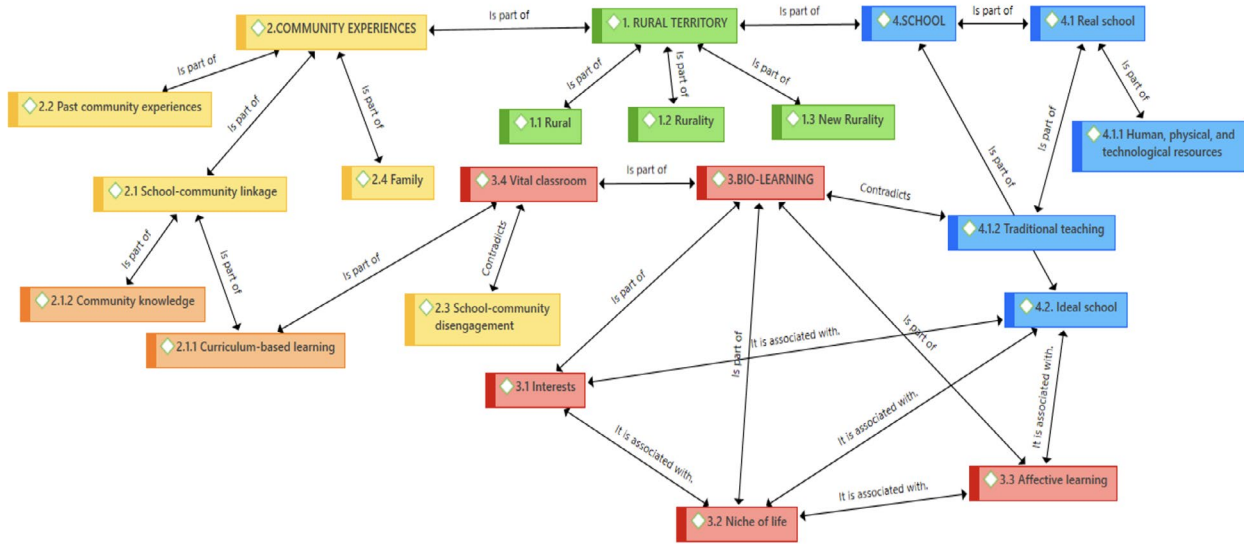 Is part of
Is part of
Is part of
2.COMMUNITY EXPERIENCES
1. RURAL TERRITORY
4.SCHOOL
4.1 Real school
Is part of
Is part of
Is part of
Is part of
Is part of
Is part of
Is part of
2.2 Past community experiences
1.1 Rural
1.2 Rurality
1.3 New Rurality
Is part of
Is part of
4.1.1 Human, physical, and
technological resources
2.1 School-community linkage
2.4 Family
3.4 Vital classroom
Is part of
3.BIO-LEARNING
Contradicts
Is part of
4.1.2 Traditional teaching
Is part of
Is part of
Is part of
Contradicts
Is part of
2.1.2 Community knowledge
2.3 School-community
disengagement
4.2. Ideal school
2.1.1 Curriculum-based learning
It is associated with.
Is part of
Is part of
3.1 Interests
It is associated with.
It is associated with.
It is associated with.
3.3 Affective learning
It is associated with.
3.2 Niche of life